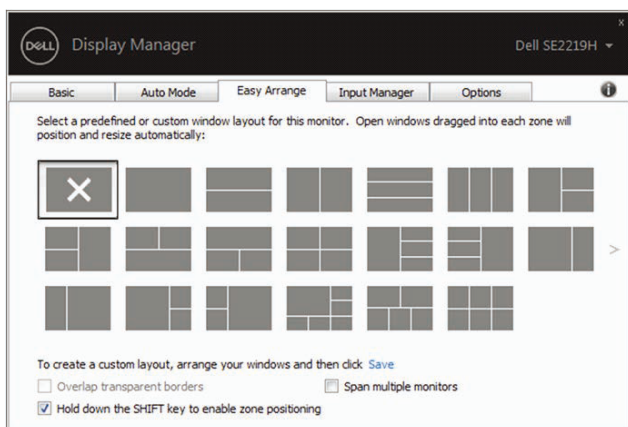 x
DELL Display Manager Dell SE2219H
Basic Auto Mode Easy Arrange Input Manager Options i
Select a predefined or custom window layout for this monitor. Open windows dragged into each zone will
position and resize automatically:
>
To create a custom layout, arrange your windows and then click Save
Overlap transparent borders Span multiple monitors
Hold down the SHIFT key to enable zone positioning